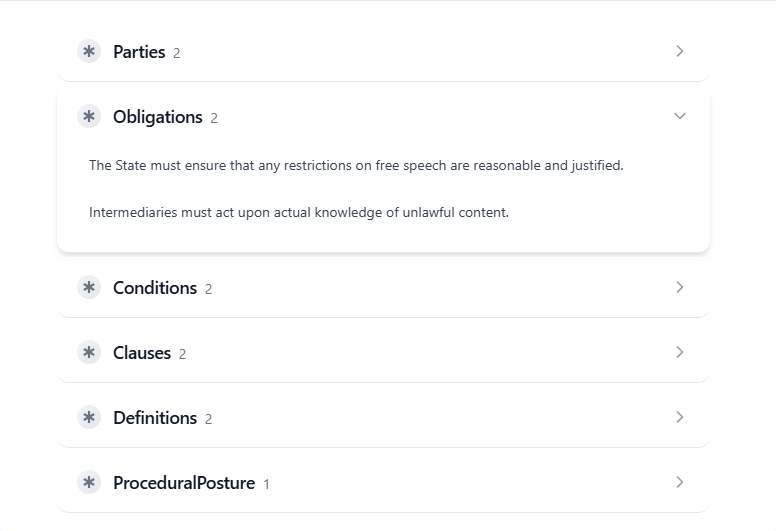 Parties 2
Obligations 2
The State must ensure that any restrictions on free speech are reasonable and justified.
Intermediaries must act upon actual knowledge of unlawful content.
Conditions 2
Clauses 2
Definitions 2
ProceduralPosture 1